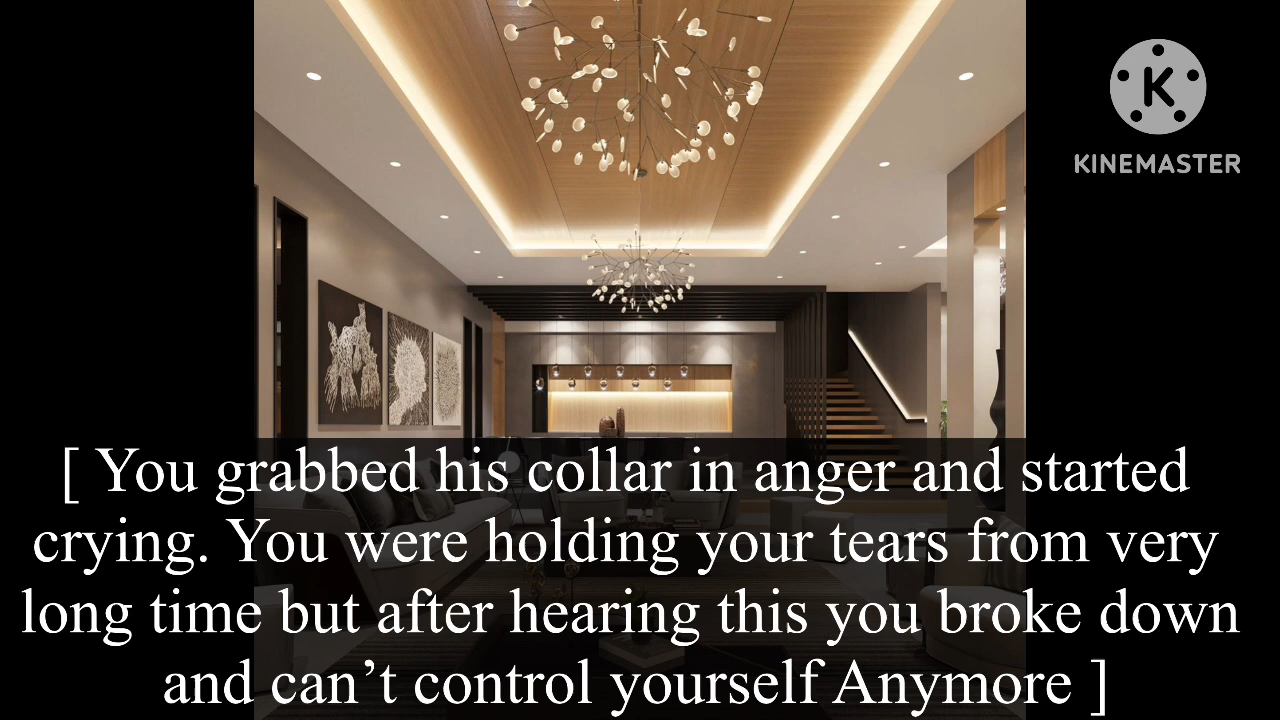 K
KINEMASTER
[ You grabbed his collar in anger and started
crying. You were holding your tears from very
long time but after hearing this you broke down
and can’t control yourself Anymore ]